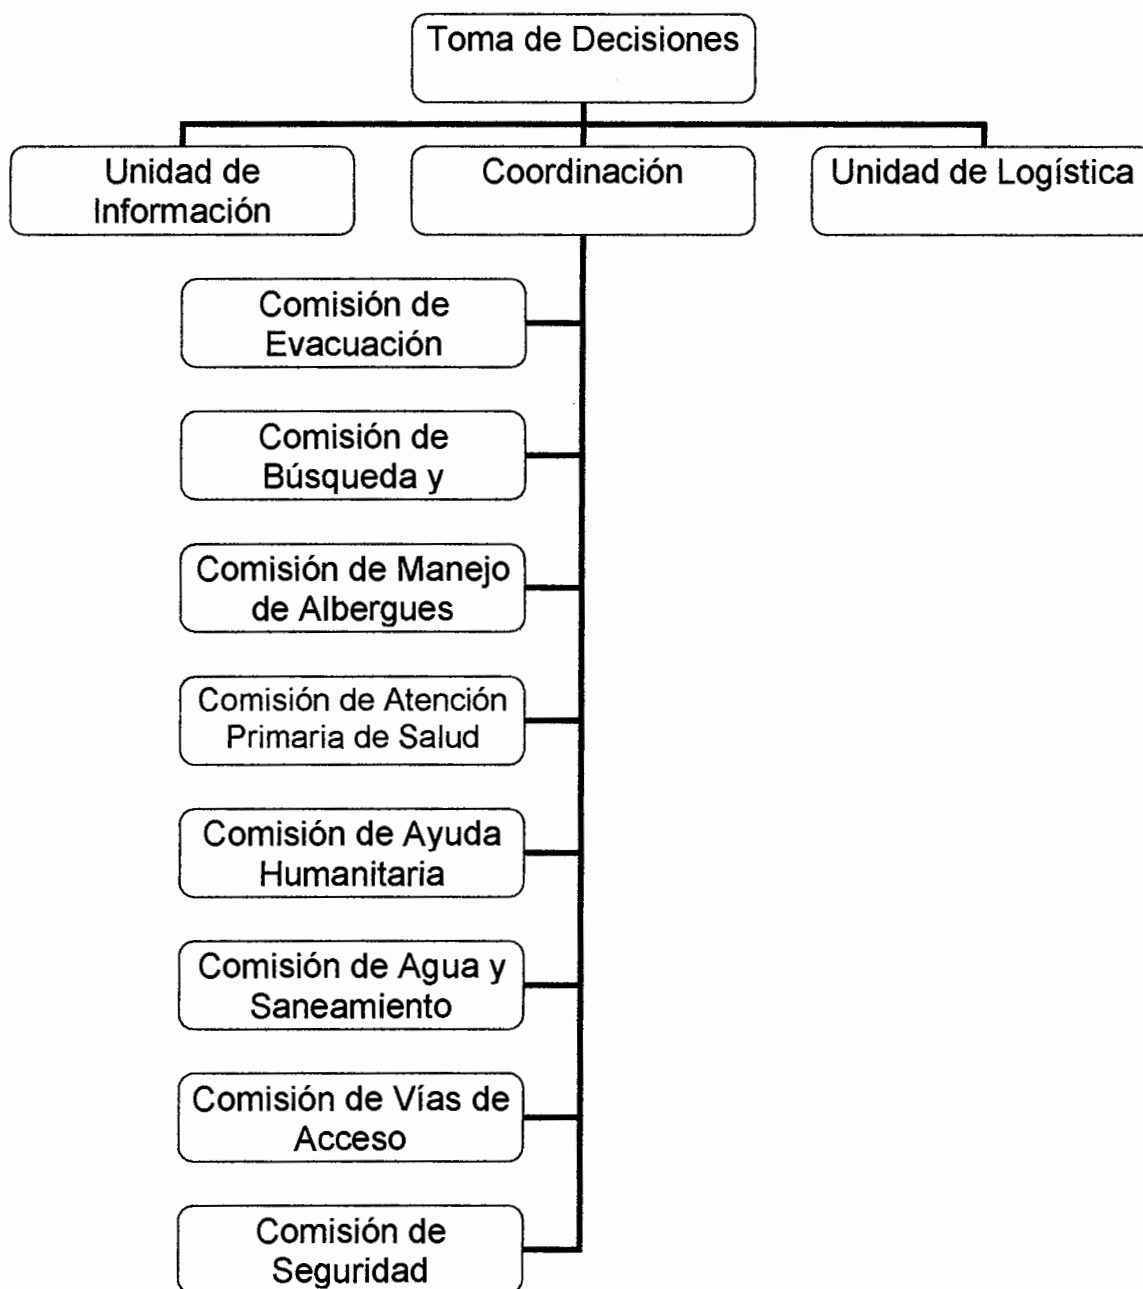 Toma de Decisiones
Unidad de
Información
Coordinación
Unidad de Logística
Comisión de
Evacuación
Comisión de
Búsqueda y
Comisión de Manejo
de Albergues
Comisión de Atención
Primaria de Salud
Comisión de Ayuda
Humanitaria
Comisión de Agua y
Saneamiento
Comisión de Vías de
Acceso
Comisión de
Seguridad